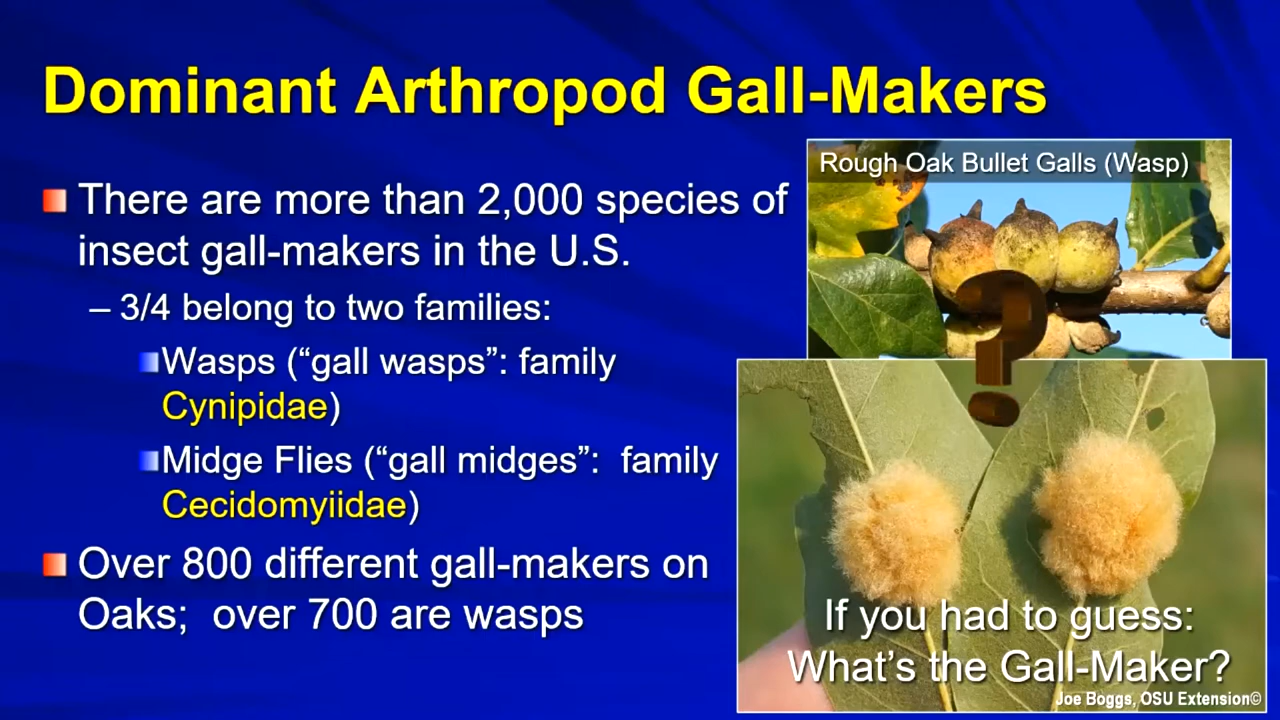 Dominant Arthropod Gall-Makers
There are more than 2,000 species of
insect gall-makers in the U.S.
– 3/4 belong to two families:
Wasps (“gall wasps”: family
Cynipidae)
Midge Flies (“gall midges”:  family
Cecidomyiidae)
Over 800 different gall-makers on
Oaks;  over 700 are wasps
Rough Oak Bullet Galls (Wasp)
?
If you had to guess:
What’s the Gall-Maker?
Joe Boggs, OSU Extension©